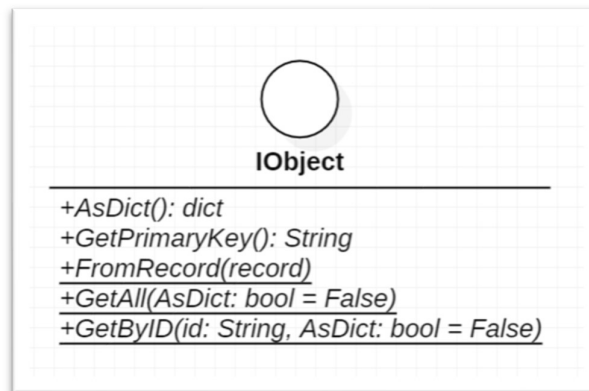 IObject
+AsDict(): dict
+GetPrimaryKey(): String
+FromRecord(record)
+GetAll(AsDict: bool = False)
+GetByID(id: String, AsDict: bool = False)